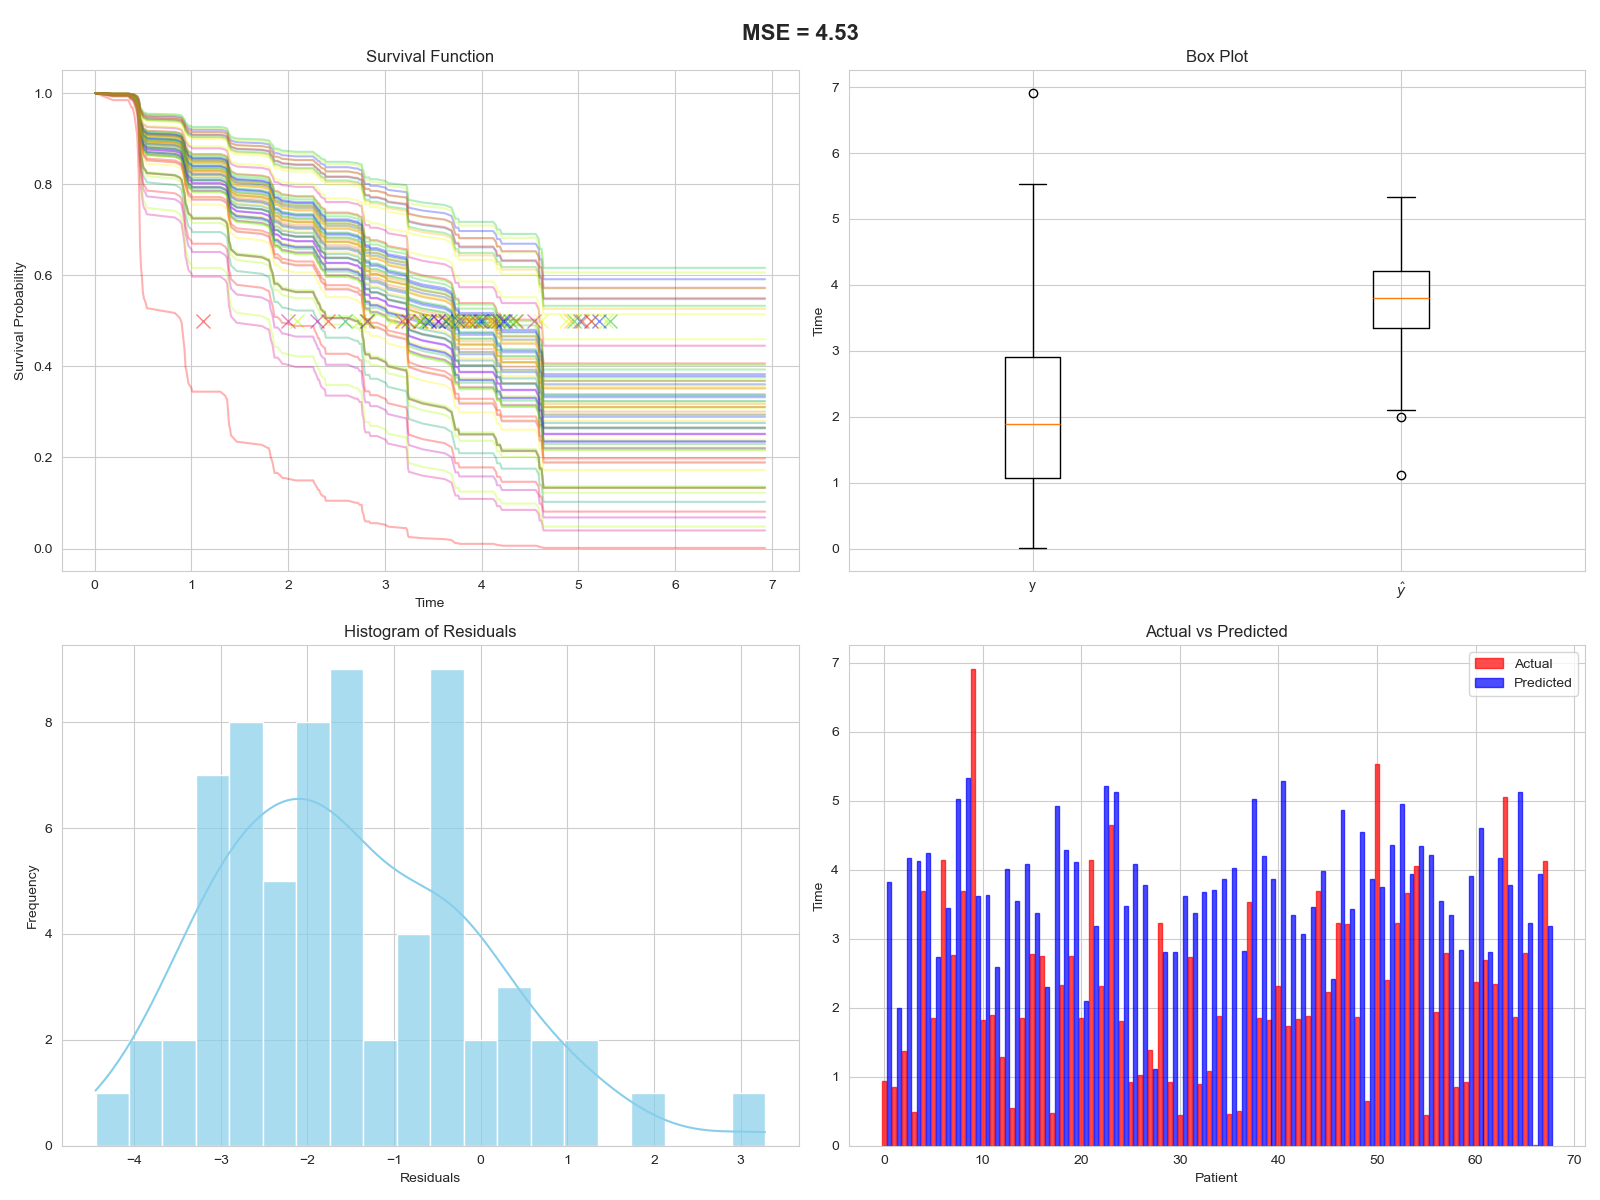 MSE = 4.53
Survival Function
1.0
0.8
0.6
0.4
0.2
0.0
Survival Probability
0 1 2 3 4 5 6 7
Time
Box Plot
7
6
5
4
3
2
1
0
Time
y ŷ
Histogram of Residuals
8
6
4
2
0
Frequency
−4 −3 −2 −1 0 1 2 3
Residuals
Actual vs Predicted
Actual
Predicted
7
6
5
4
3
2
1
0
Time
0 10 20 30 40 50 60 70
Patient